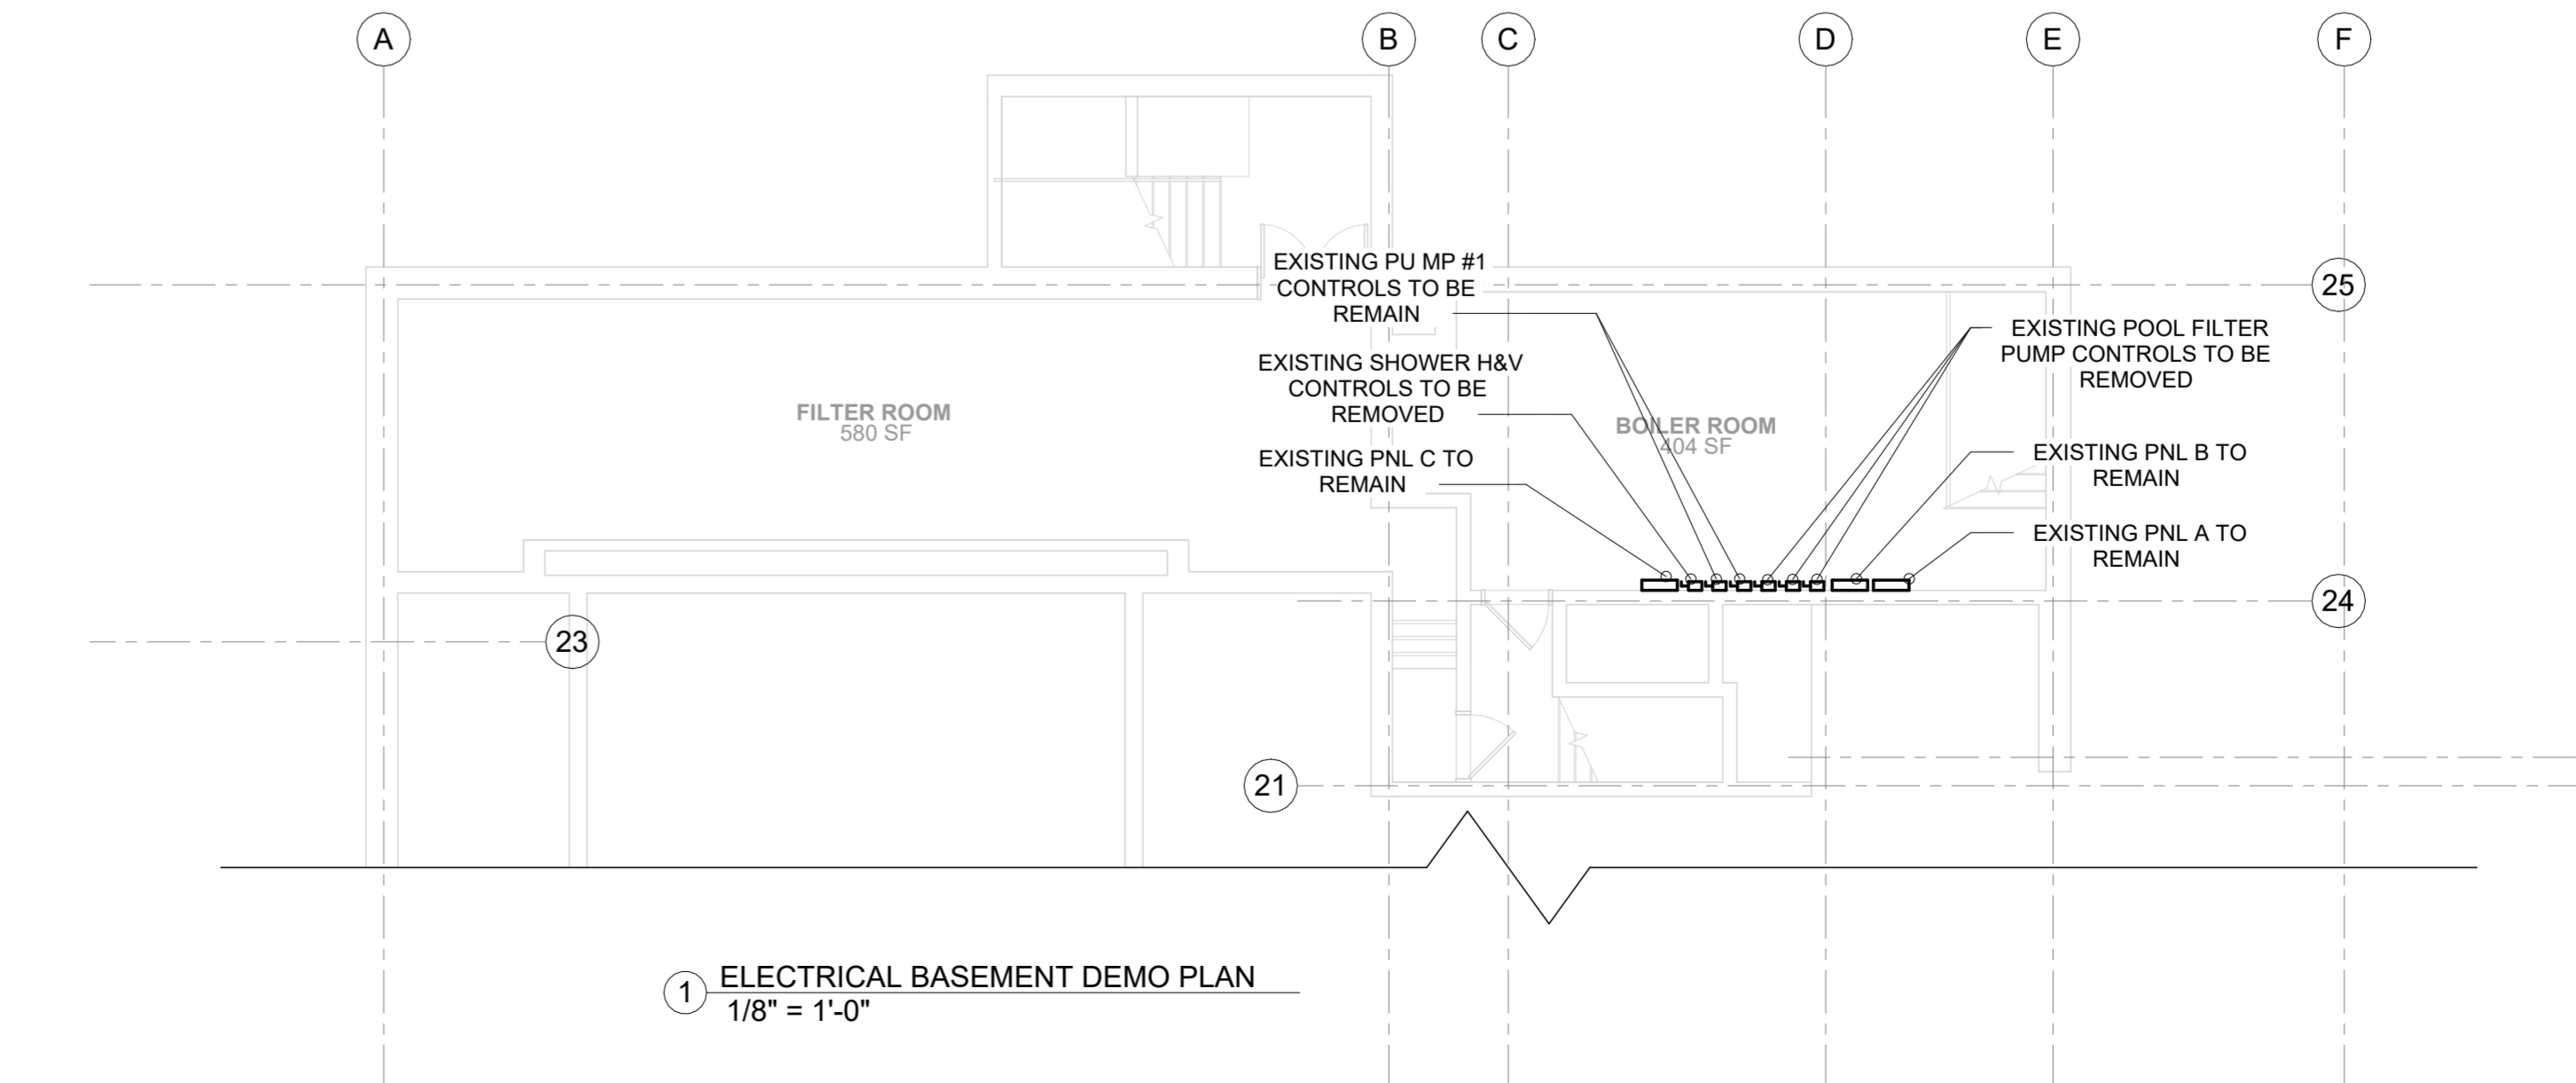 A
B
C
D
E
F
EXISTING PU MP #1
CONTROLS TO BE
REMAIN
25
EXISTING POOL FILTER
PUMP CONTROLS TO BE
REMOVED
EXISTING SHOWER H&V
CONTROLS TO BE
REMOVED
FILTER ROOM
580 SF
BOILER ROOM
404 SF
EXISTING PNL C TO
REMAIN
EXISTING PNL B TO
REMAIN
EXISTING PNL A TO
REMAIN
24
23
21
1
ELECTRICAL BASEMENT DEMO PLAN
1/8" = 1'-0"